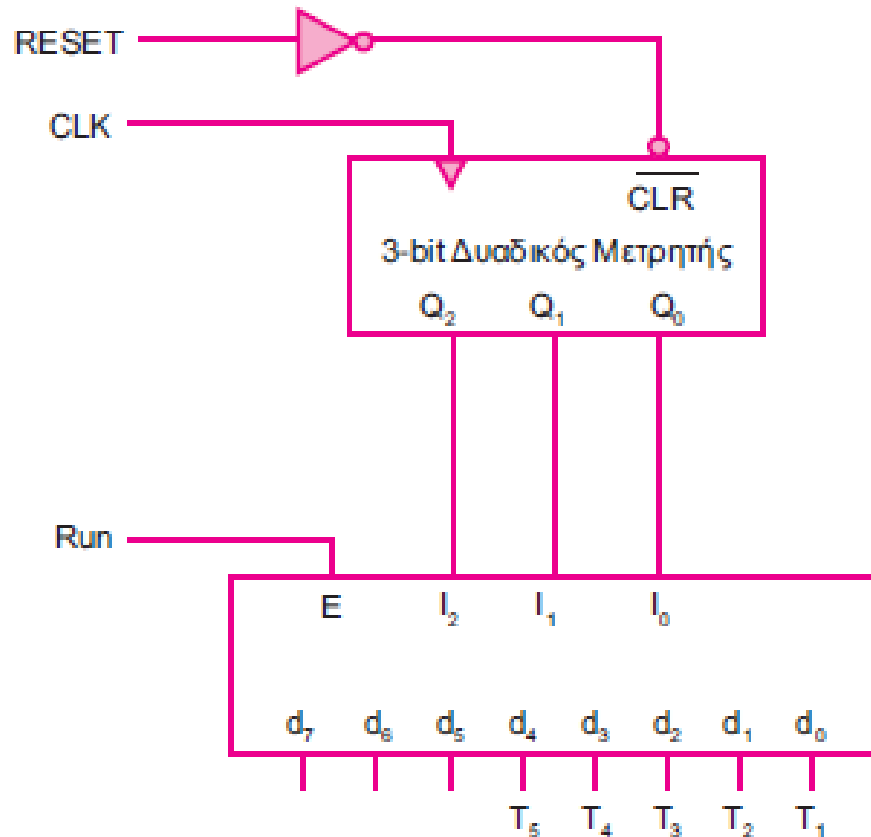 RESET
CLK
CLR
3-bit Δυαδικός Μετρητής
Q₂ Q₁ Q₀
Run
E I₂ I₁ I₀
d₇ d₆ d₅ d₄ d₃ d₂ d₁ d₀
T₅ T₄ T₃ T₂ T₁